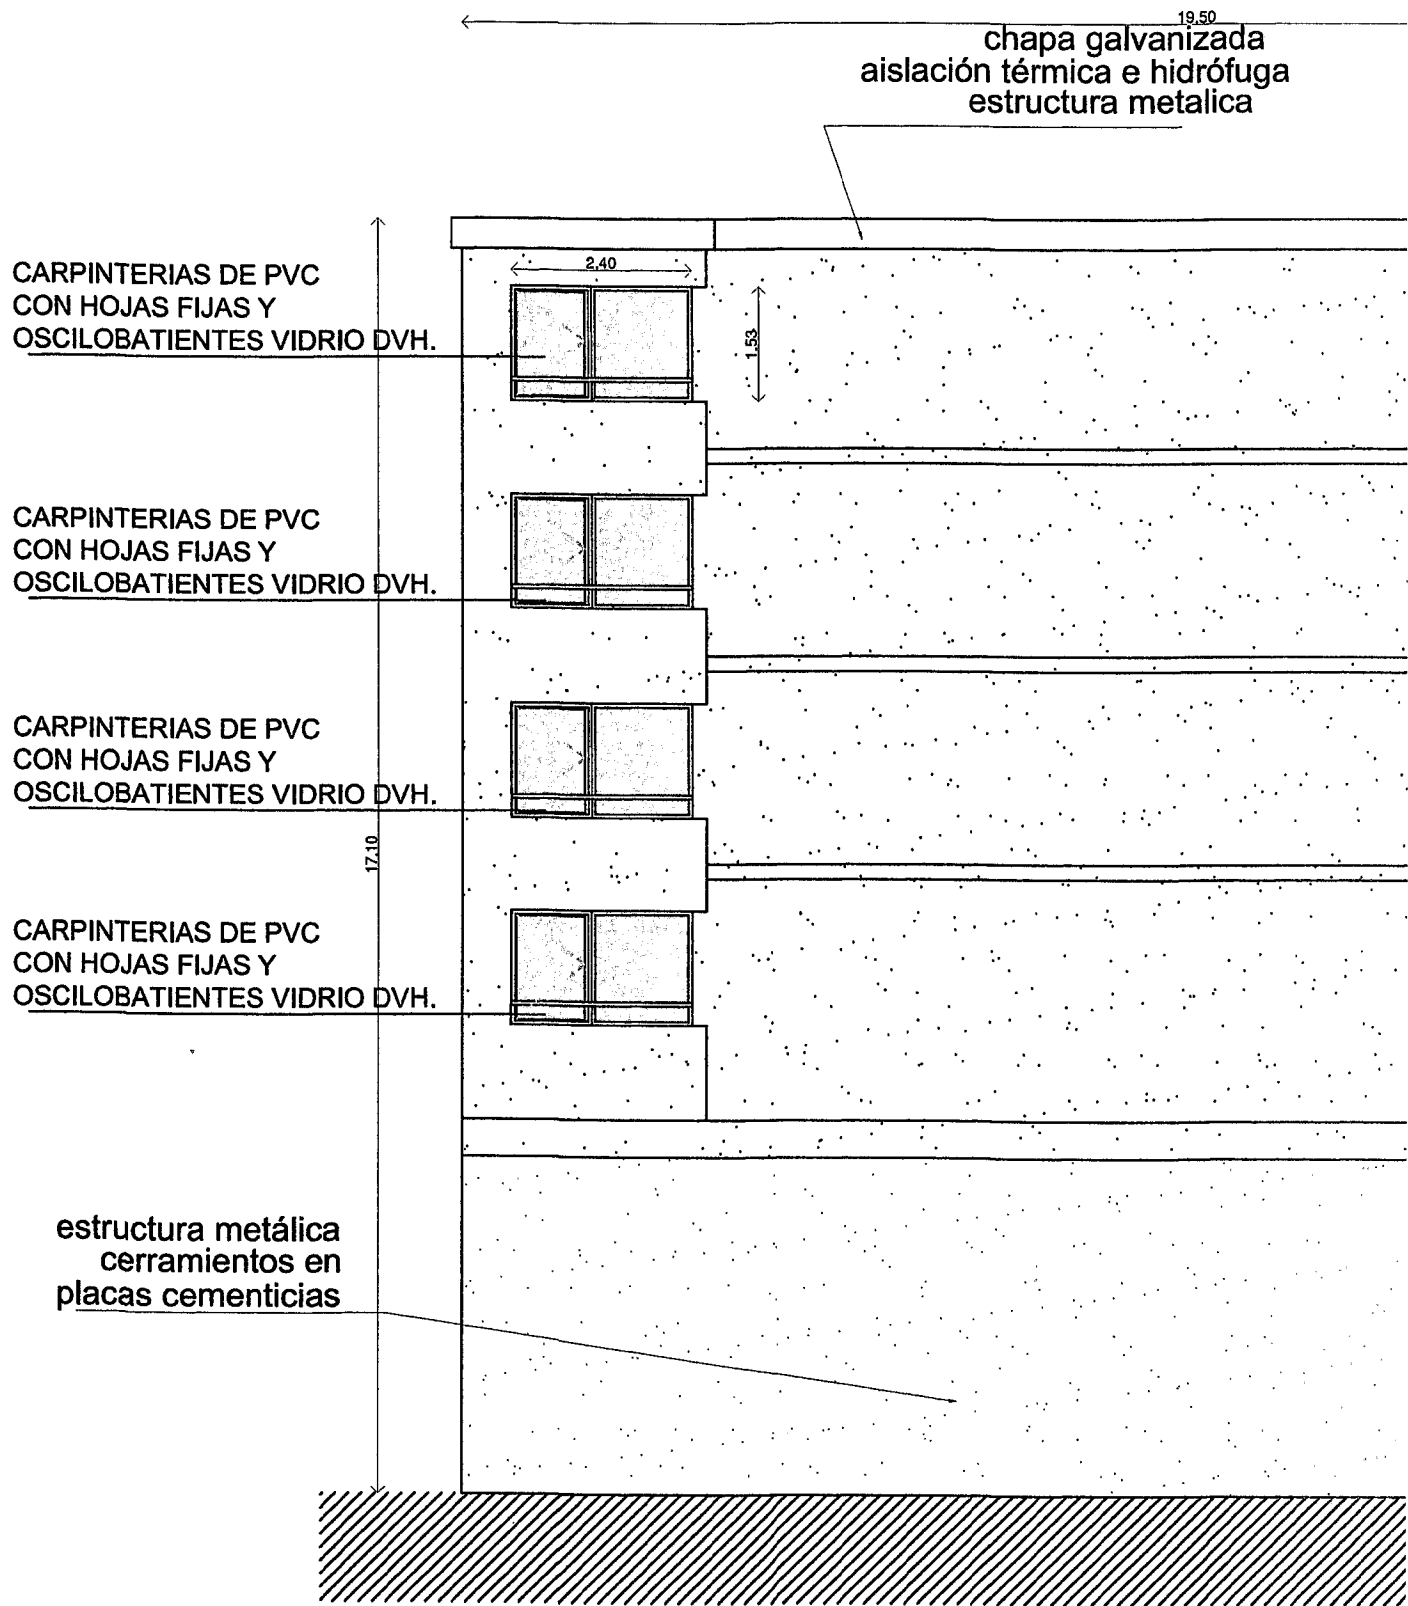 19.50
chapa galvanizada
aislación térmica e hidrófuga
estructura metalica
CARPINTERIAS DE PVC
CON HOJAS FIJAS Y
OSCILOBATIENTES VIDRIO DVH.
2,40
1,53
CARPINTERIAS DE PVC
CON HOJAS FIJAS Y
OSCILOBATIENTES VIDRIO DVH.
CARPINTERIAS DE PVC
CON HOJAS FIJAS Y
OSCILOBATIENTES VIDRIO DVH.
17.10
CARPINTERIAS DE PVC
CON HOJAS FIJAS Y
OSCILOBATIENTES VIDRIO DVH.
estructura metálica
cerramientos en
placas cementicias